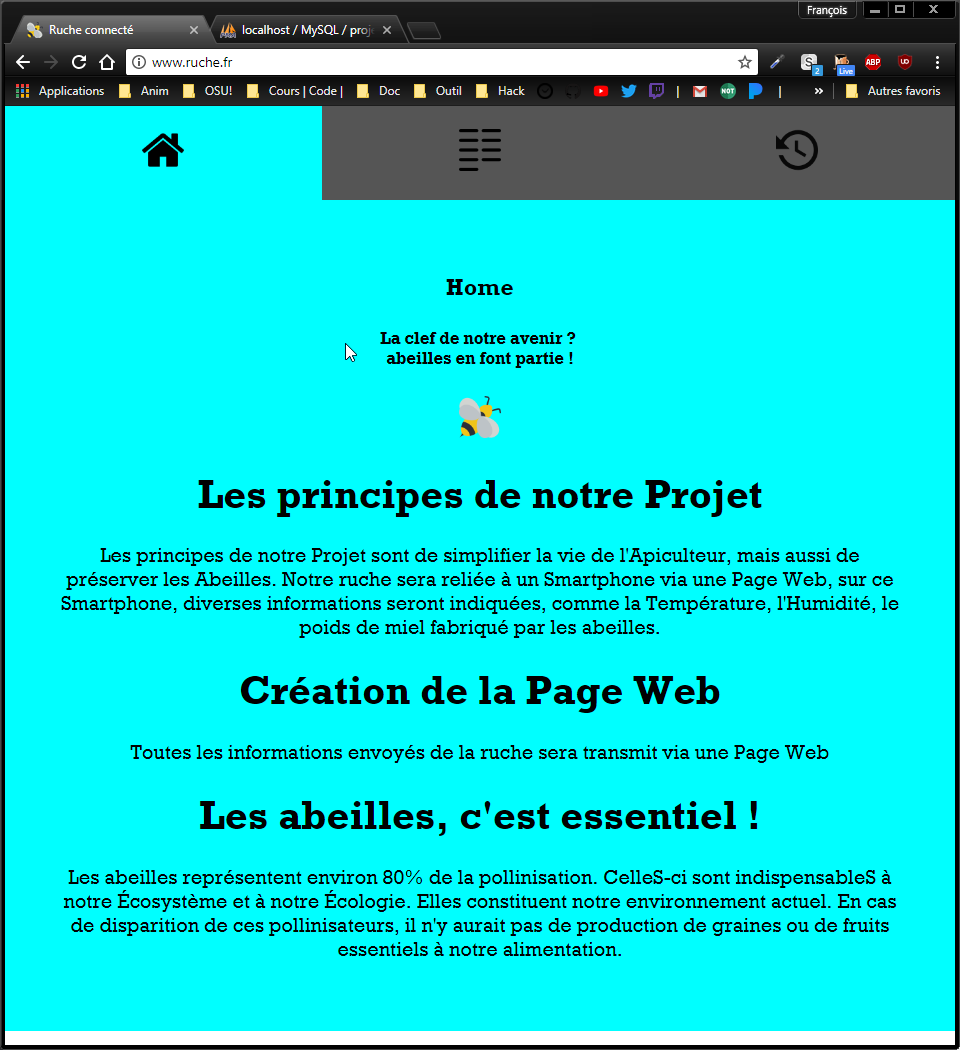 François
Ruche connecté
localhost / MySQL / proj
www.ruche.fr
2
Live
ABP
UD
Applications
Anim
OSU!
Cours | Code |
Doc
Outil
Hack
|
NOT
|
»
Autres favoris
Home
La clef de notre avenir ?
abeilles en font partie !
Les principes de notre Projet
Les principes de notre Projet sont de simplifier la vie de l'Apiculteur, mais aussi de
préserver les Abeilles. Notre ruche sera reliée à un Smartphone via une Page Web, sur ce
Smartphone, diverses informations seront indiquées, comme la Température, l'Humidité, le
poids de miel fabriqué par les abeilles.
Création de la Page Web
Toutes les informations envoyés de la ruche sera transmit via une Page Web
Les abeilles, c'est essentiel !
Les abeilles représentent environ 80% de la pollinisation. CelleS-ci sont indispensableS à
notre Écosystème et à notre Écologie. Elles constituent notre environnement actuel. En cas
de disparition de ces pollinisateurs, il n'y aurait pas de production de graines ou de fruits
essentiels à notre alimentation.